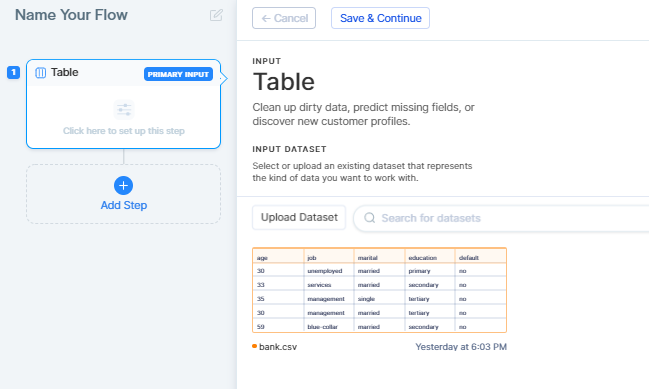 Name Your Flow
1
Table
PRIMARY INPUT
Click here to set up this step
Add Step
← Cancel
Save & Continue
INPUT
Table
Clean up dirty data, predict missing fields, or
discover new customer profiles.
INPUT DATASET
Select or upload an existing dataset that represents
the kind of data you want to work with.
Upload Dataset
Search for datasets
age job marital education default
30 unemployed married primary no
33 services married secondary no
35 management single tertiary no
30 management married tertiary no
59 blue-collar married secondary no
bank.csv Yesterday at 6:03 PM